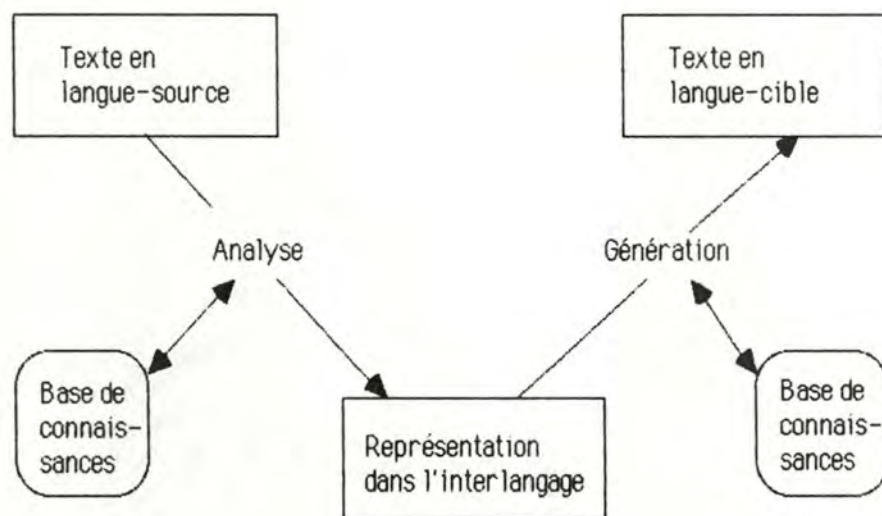 Texte en
langue-source
Texte en
langue-cible
Analyse
Génération
Base de
connais-
sances
Représentation
dans l'interlangage
Base de
connais-
sances